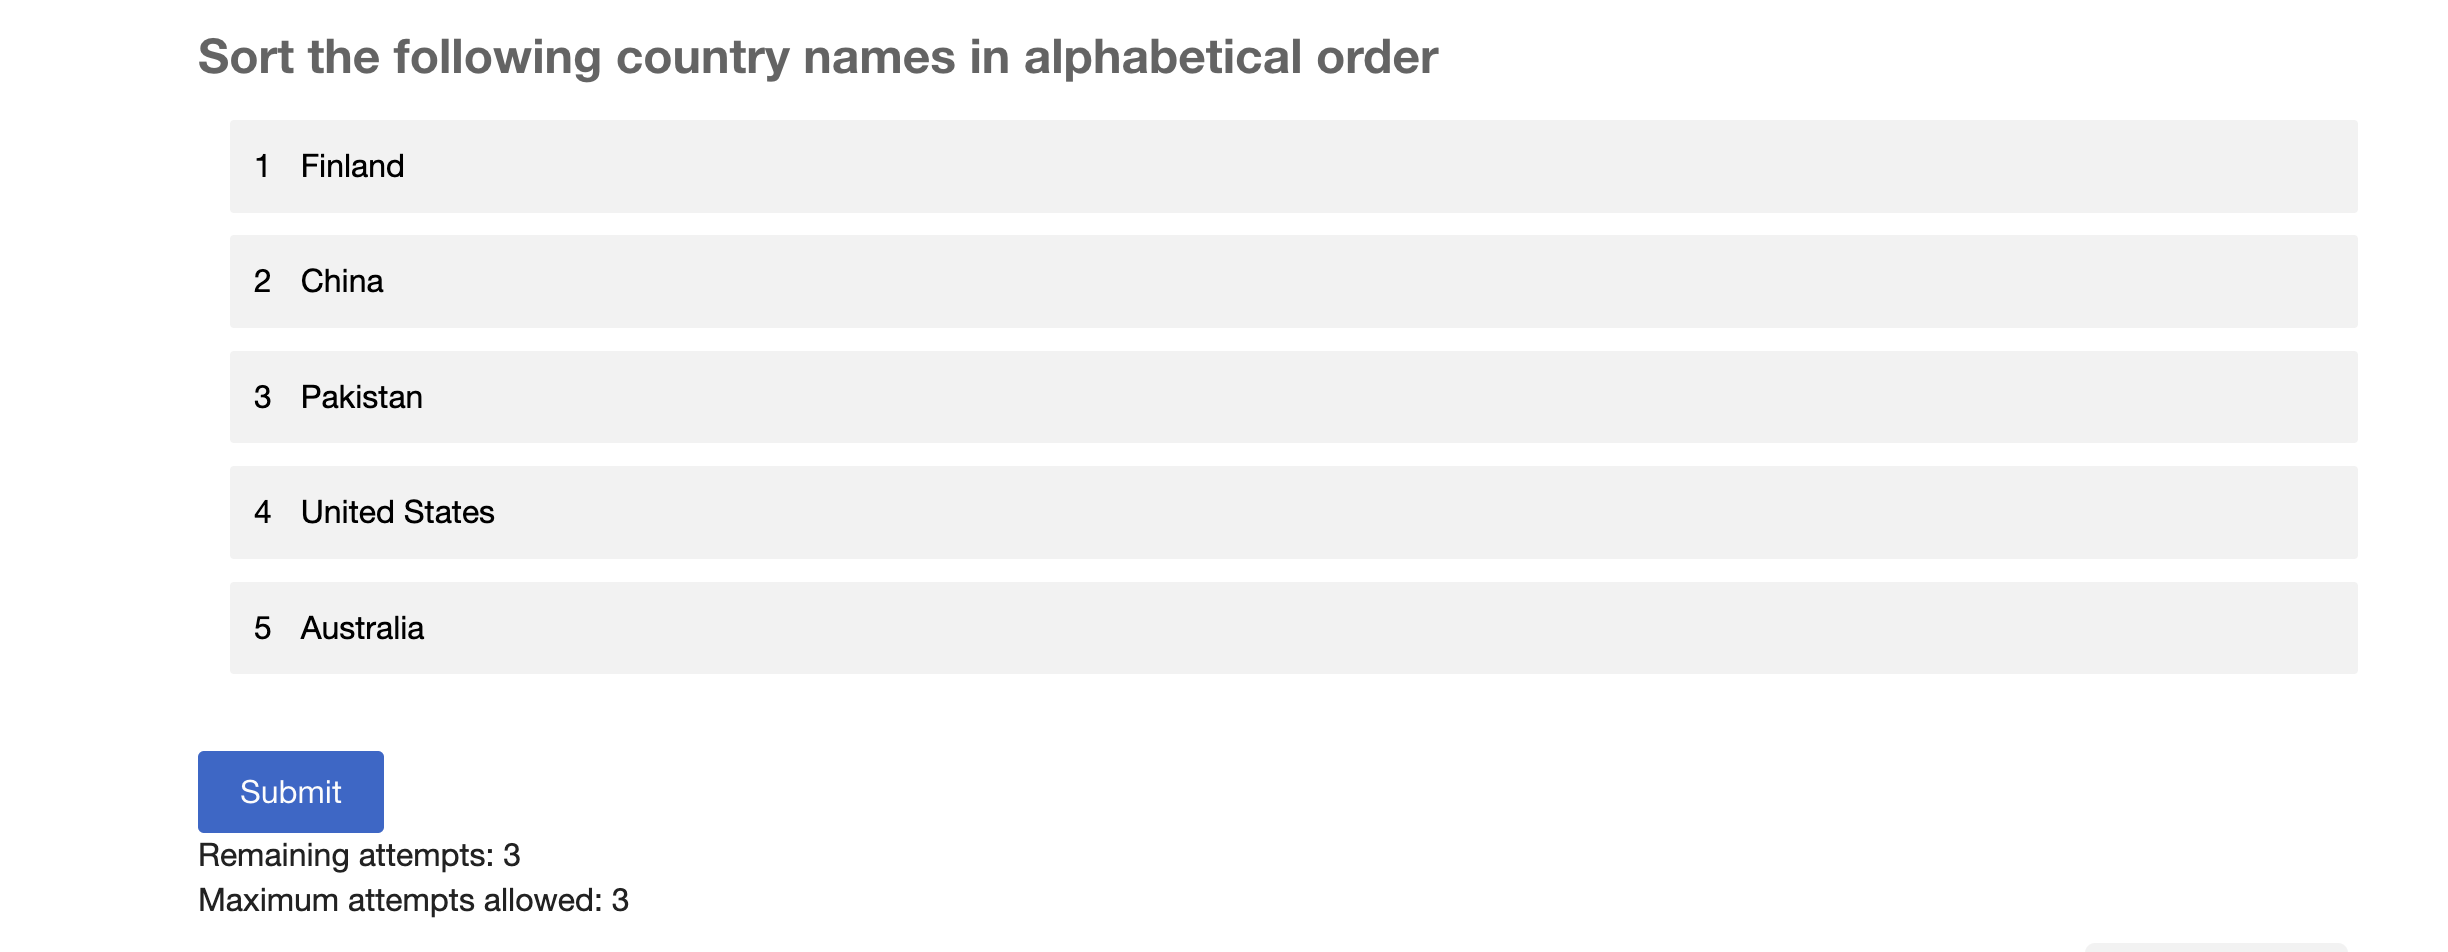 Sort the following country names in alphabetical order
1 Finland
2 China
3 Pakistan
4 United States
5 Australia
Submit
Remaining attempts: 3
Maximum attempts allowed: 3